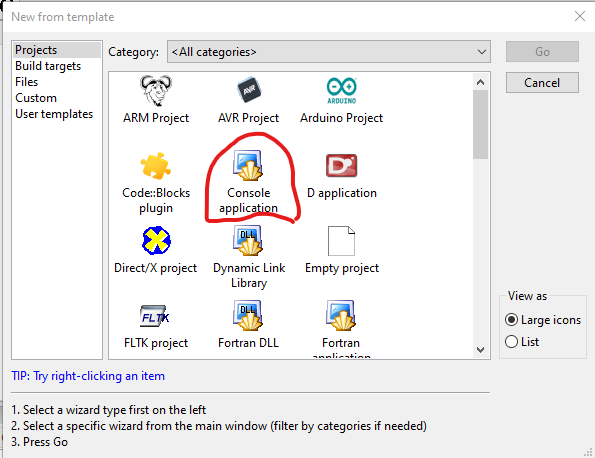 New from template
Projects
Build targets
Files
Custom
User templates
Category:
<All categories>
Go
Cancel
ARM Project
AVR
AVR Project
ARDUINO
Arduino Project
Code::Blocks
plugin
Console
application
D
D application
Direct/X project
DLL
Dynamic Link
Library
Empty project
FLTK
FLTK project
DLL
Fortran DLL
Fortran
application
View as
Large icons
List
TIP: Try right-clicking an item
1. Select a wizard type first on the left
2. Select a specific wizard from the main window (filter by categories if needed)
3. Press Go